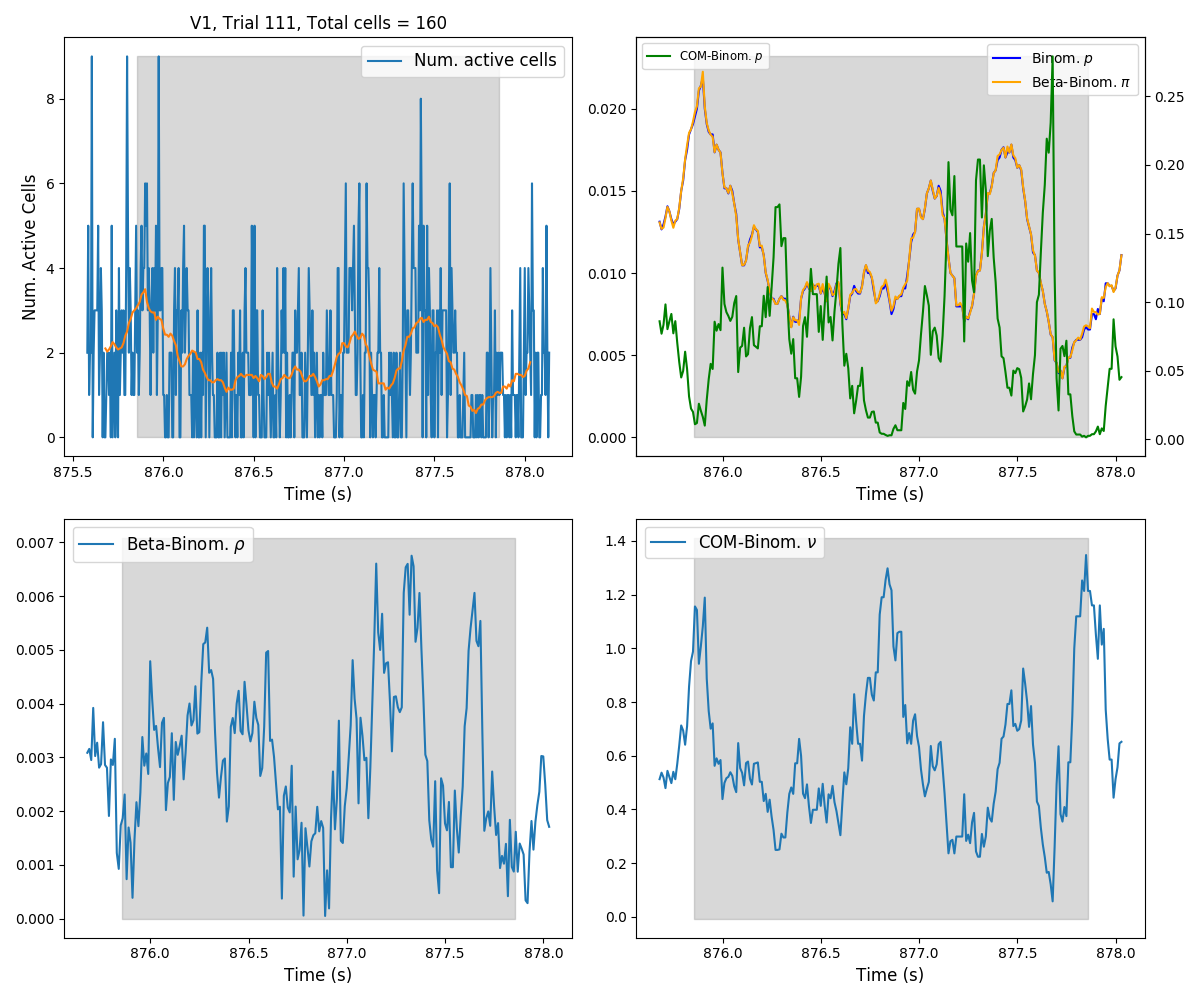 V1, Trial 111, Total cells = 160
Num. active cells
Num. Active Cells
8
6
4
2
0
875.5 876.0 876.5 877.0 877.5 878.0
Time (s)
COM-Binom. p
Binom. p
Beta-Binom. π
0.020
0.015
0.010
0.005
0.000
0.25
0.20
0.15
0.10
0.05
0.00
876.0 876.5 877.0 877.5 878.0
Time (s)
Beta-Binom. ρ
0.007
0.006
0.005
0.004
0.003
0.002
0.001
0.000
876.0 876.5 877.0 877.5 878.0
Time (s)
COM-Binom. ν
1.4
1.2
1.0
0.8
0.6
0.4
0.2
0.0
876.0 876.5 877.0 877.5 878.0
Time (s)